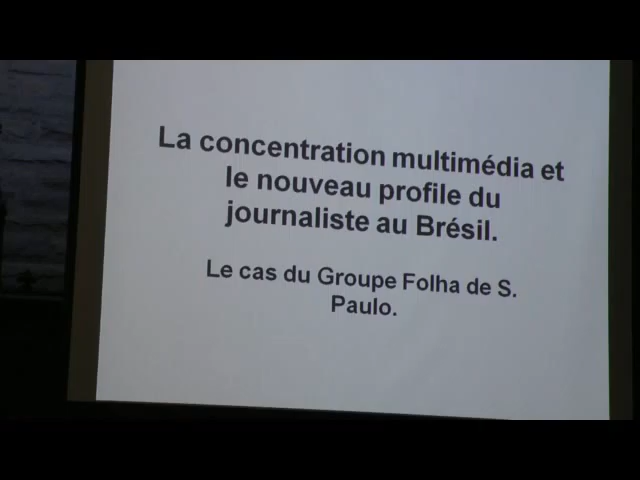 La concentration multimédia et
le nouveau profile du
journaliste au Brésil.
Le cas du Groupe Folha de S.
Paulo.